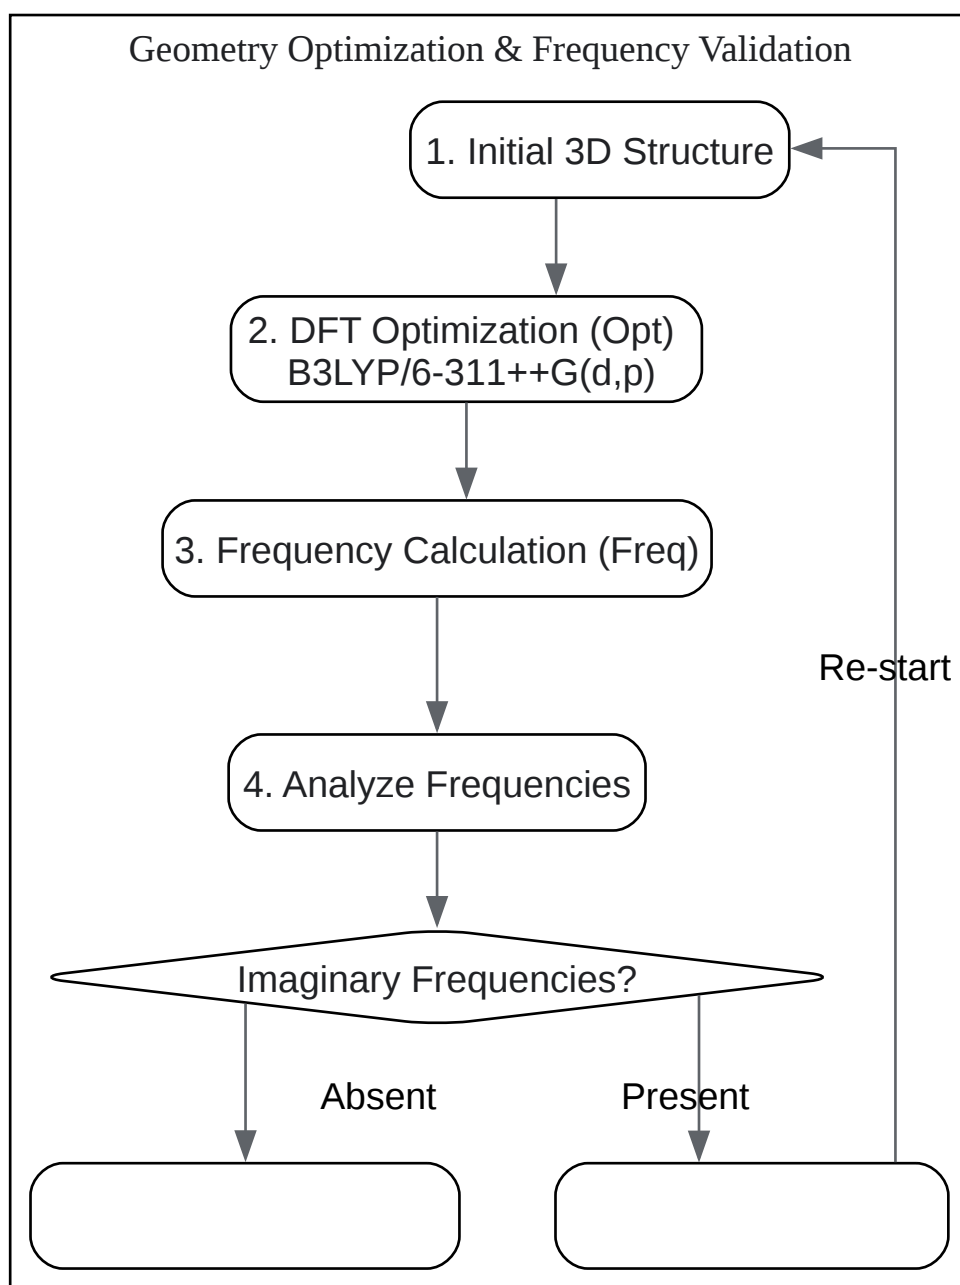 Geometry Optimization & Frequency Validation
1. Initial 3D Structure
2. DFT Optimization (Opt)
B3LYP/6-311++G(d,p)
3. Frequency Calculation (Freq)
Re-start
4. Analyze Frequencies
Imaginary Frequencies?
Absent
Present